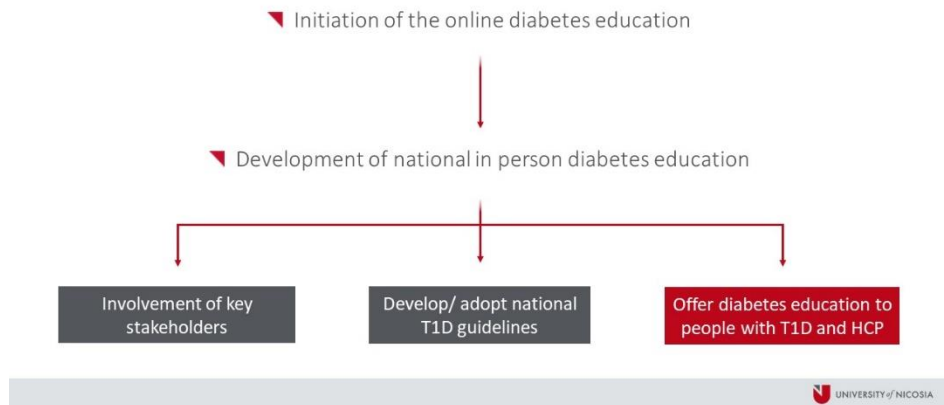 Initiation of the online diabetes education
Development of national in person diabetes education
Involvement of key
stakeholders
Develop/ adopt national
T1D guidelines
Offer diabetes education to
people with T1D and HCP
UNIVERSITY of NICOSIA